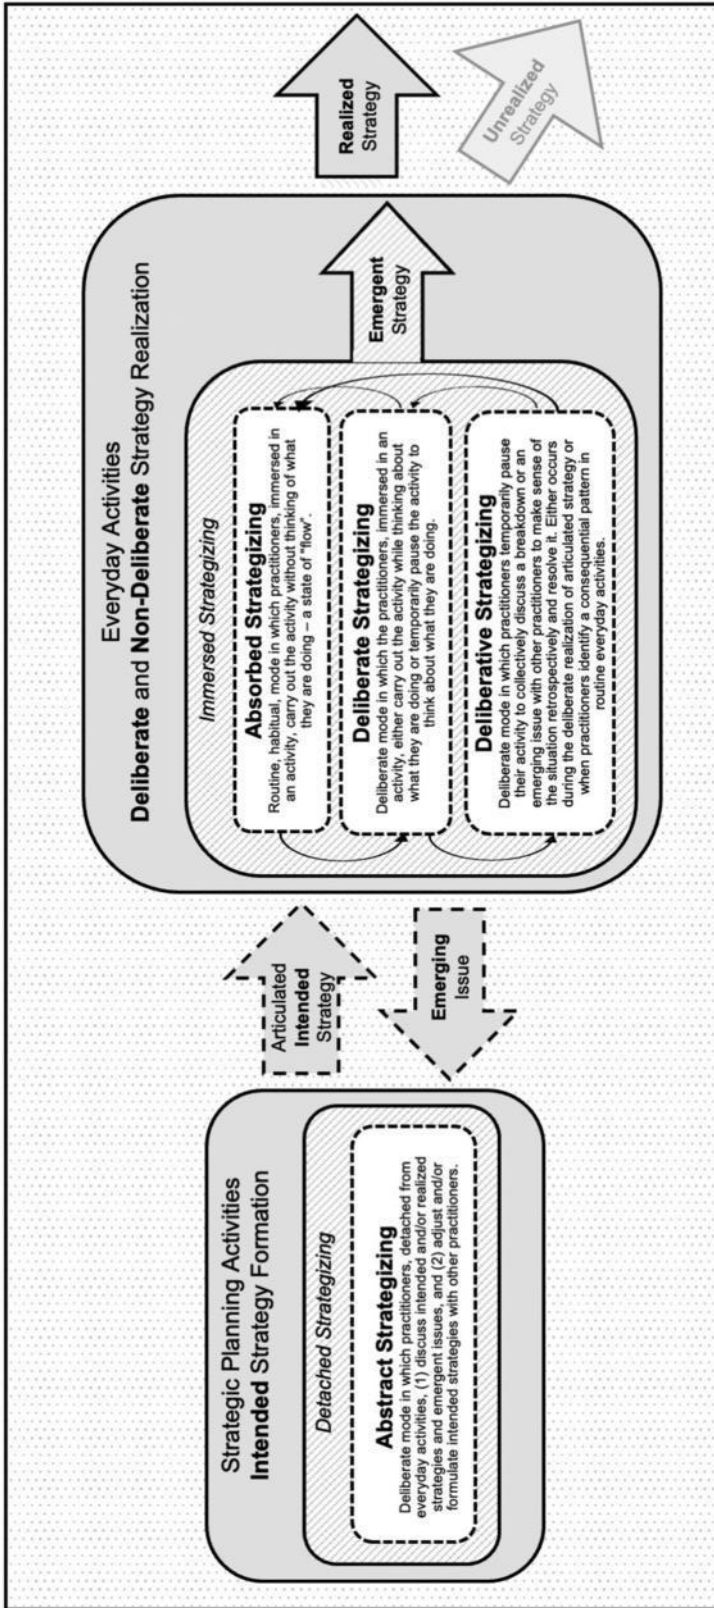 Strategic Planning Activities
Intended Strategy Formation
Detached Strategizing
Abstract Strategizing
Deliberate mode in which practitioners, detached from
everyday activities, (1) discuss intended and/or realized
strategies and emergent issues, and (2) adjust and/or
formulate intended strategies with other practitioners.
Articulated
Intended
Strategy
Emerging
Issue
Everyday Activities
Deliberate and Non-Deliberate Strategy Realization
Immersed Strategizing
Absorbed Strategizing
Routine, habitual, mode in which practitioners, immersed in
an activity, carry out the activity without thinking of what
they are doing – a state of "flow".
Deliberate Strategizing
Deliberate mode in which the practitioners, immersed in an
activity, either carry out the activity while thinking about
what they are doing or temporarily pause the activity to
think about what they are doing.
Deliberative Strategizing
Deliberate mode in which practitioners temporarily pause
their activity to collectively discuss a breakdown or an
emerging issue with other practitioners to make sense of
the situation retrospectively and resolve it. Either occurs
during the deliberate realization of articulated strategy or
when practitioners identify a consequential pattern in
routine everyday activities.
Emergent
Strategy
Realized
Strategy
Unrealized
Strategy